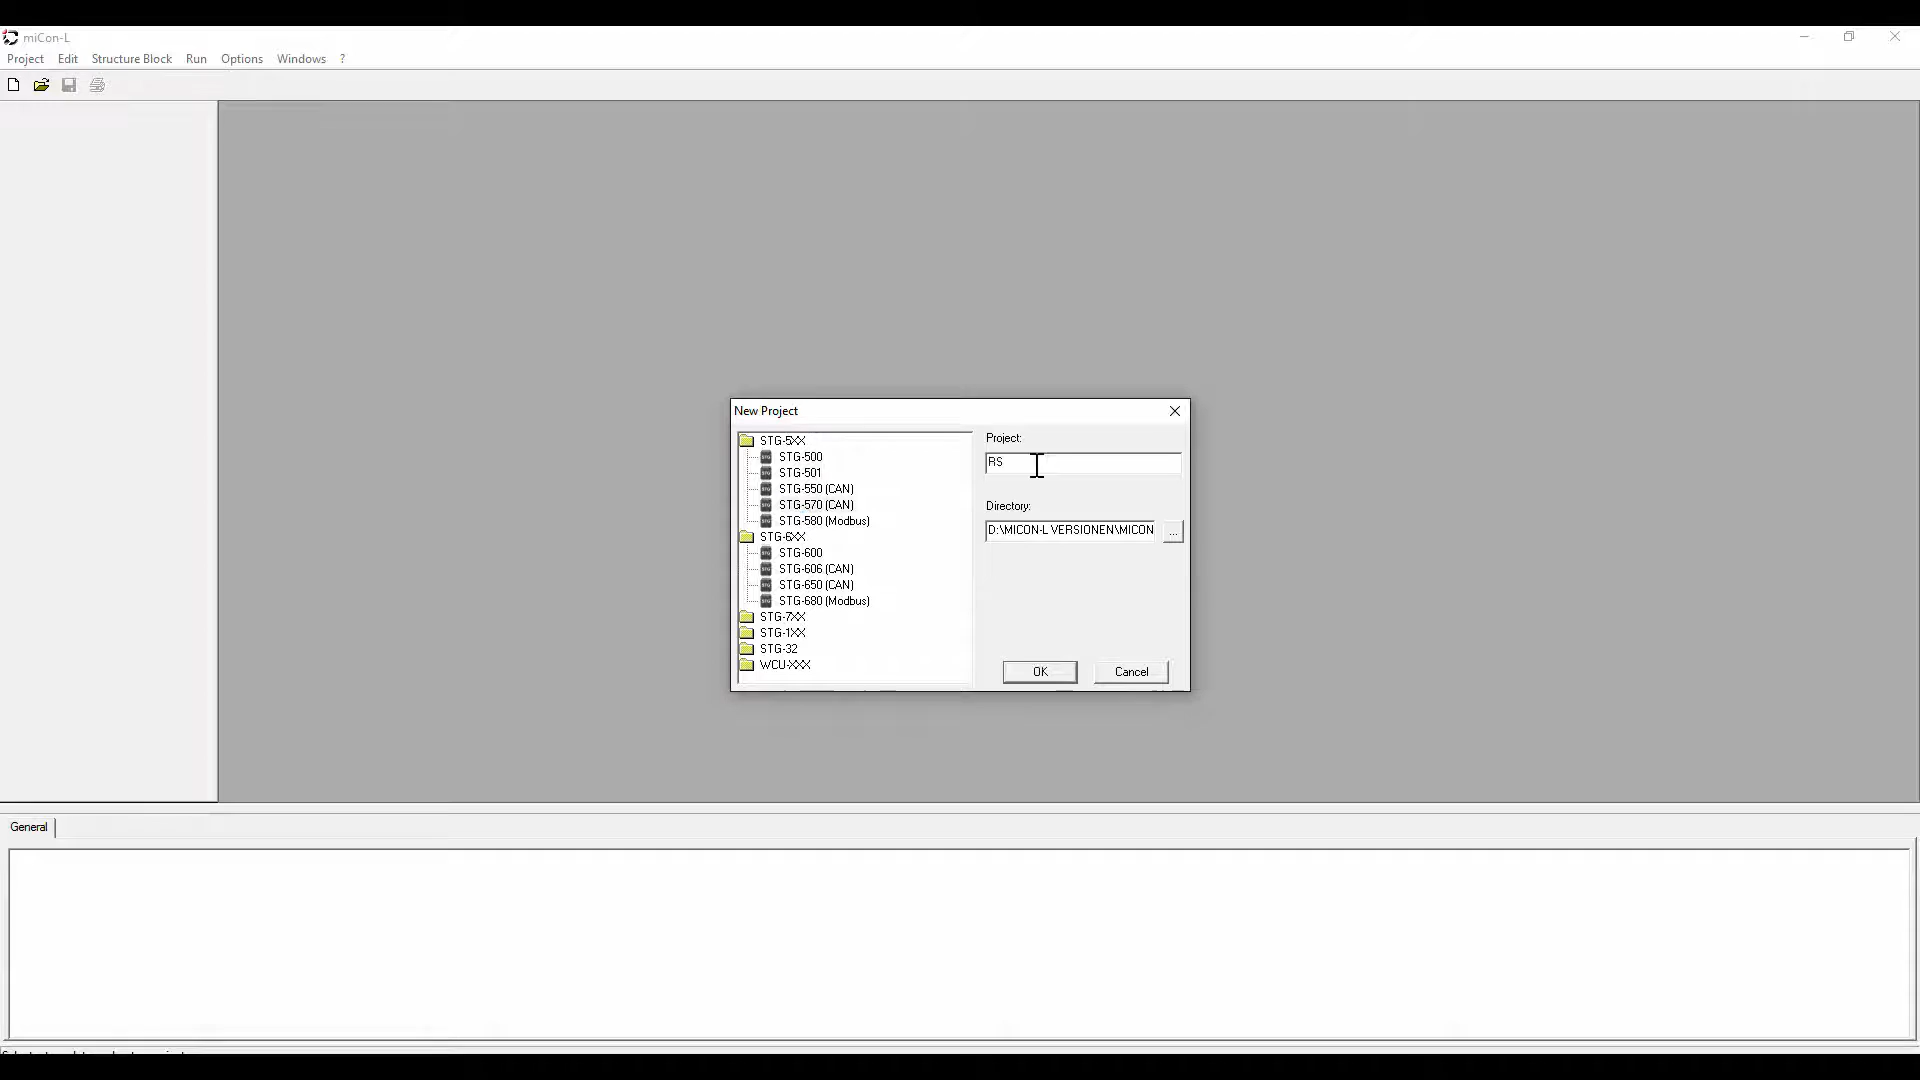 miCon-L
Project Edit Structure Block Run Options Windows ?
New Project
STG-5XX
STG-500
STG-501
STG-550 (CAN)
STG-570 (CAN)
STG-580 (Modbus)
STG-6XX
STG-600
STG-606 (CAN)
STG-650 (CAN)
STG-680 (Modbus)
STG-7XX
STG-1XX
STG-32
WCU-XXX
Project:
RS
Directory:
D:\MICON-L VERSIONEN\MICON
...
OK Cancel
General